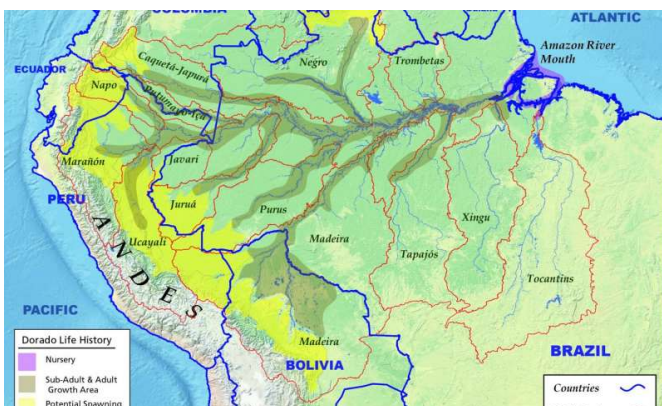 COLOMBIA
ATLANTIC
Negro
Trombetas
Amazon River
Mouth
Caquetá-Japurá
ECUADOR
Napo
Putumayo-Iça
Marañón
Javari
PERU
Juruá
Purus
Xingu
ANDES
Ucayali
Madeira
Tapajós
Tocantins
PACIFIC
Madeira
BOLIVIA
BRAZIL
Dorado Life History
Nursery
Sub-Adult & Adult
Growth Area
Potential Spawning
Countries